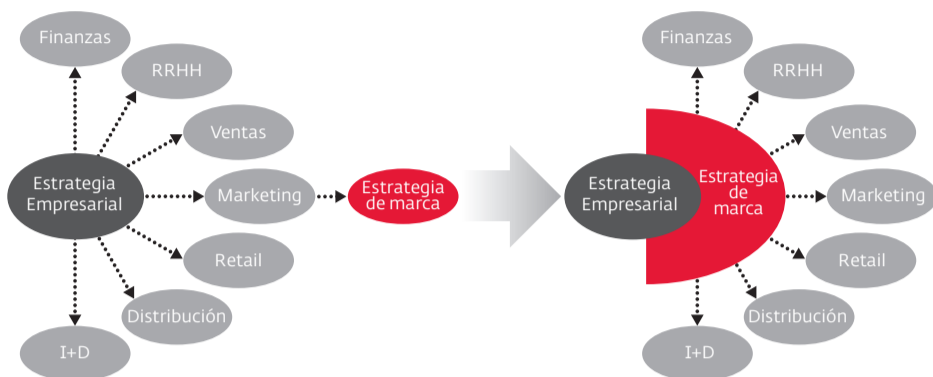 Finanzas
RRHH
Ventas
Estrategia
Empresarial
Marketing
Estrategia
de marca
Retail
Distribución
I+D
Finanzas
RRHH
Ventas
Estrategia
Empresarial
Estrategia
de
marca
Marketing
Retail
Distribución
I+D